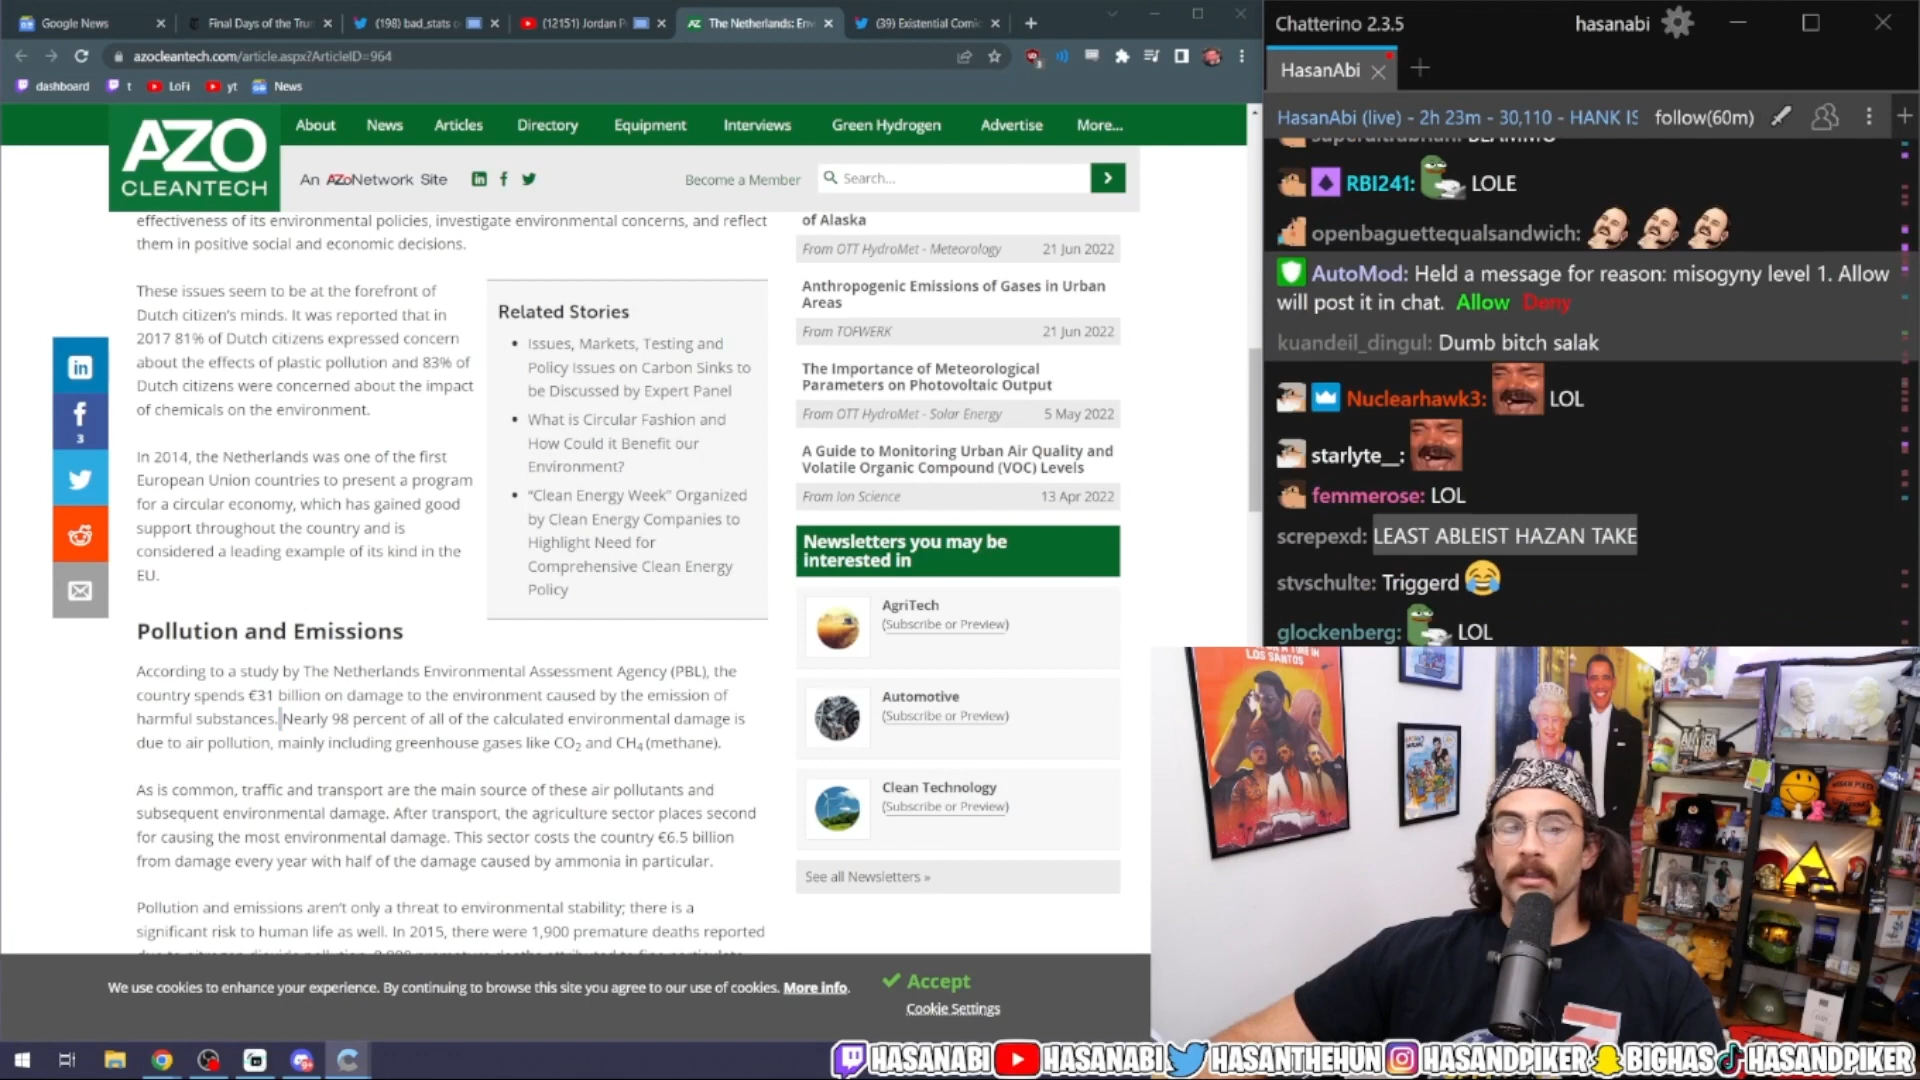 Google News
Final Days of the Tru
(198) bad_stats o
(12151) Jordan P
The Netherlands: Env
(39) Existential Comic
azocleantech.com/article.aspx?ArticleID=964
dashboard
t
LoFi
yt
News
AZO
CLEANTECH
About
News
Articles
Directory
Equipment
Interviews
Green Hydrogen
Advertise
More...
An AZoNetwork Site
Become a Member
Search...
effectiveness of its environmental policies, investigate environmental concerns, and reflect
them in positive social and economic decisions.
These issues seem to be at the forefront of
Dutch citizen's minds. It was reported that in
2017 81% of Dutch citizens expressed concern
about the effects of plastic pollution and 83% of
Dutch citizens were concerned about the impact
of chemicals on the environment.
In 2014, the Netherlands was one of the first
European Union countries to present a program
for a circular economy, which has gained good
support throughout the country and is
considered a leading example of its kind in the
EU.
3
Related Stories
Issues, Markets, Testing and
Policy Issues on Carbon Sinks to
be Discussed by Expert Panel
What is Circular Fashion and
How Could it Benefit our
Environment?
“Clean Energy Week” Organized
by Clean Energy Companies to
Highlight Need for
Comprehensive Clean Energy
Policy
Pollution and Emissions
According to a study by The Netherlands Environmental Assessment Agency (PBL), the
country spends €31 billion on damage to the environment caused by the emission of
harmful substances. Nearly 98 percent of all of the calculated environmental damage is
due to air pollution, mainly including greenhouse gases like CO2 and CH4 (methane).
As is common, traffic and transport are the main source of these air pollutants and
subsequent environmental damage. After transport, the agriculture sector places second
for causing the most environmental damage. This sector costs the country €6.5 billion
from damage every year with half of the damage caused by ammonia in particular.
Pollution and emissions aren't only a threat to environmental stability; there is a
significant risk to human life as well. In 2015, there were 1,900 premature deaths reported
of Alaska
From OTT HydroMet - Meteorology 21 Jun 2022
Anthropogenic Emissions of Gases in Urban
Areas
From TOFWERK 21 Jun 2022
The Importance of Meteorological
Parameters on Photovoltaic Output
From OTT HydroMet - Solar Energy 5 May 2022
A Guide to Monitoring Urban Air Quality and
Volatile Organic Compound (VOC) Levels
From Ion Science 13 Apr 2022
Newsletters you may be
interested in
AgriTech
(Subscribe or Preview)
Automotive
(Subscribe or Preview)
Clean Technology
(Subscribe or Preview)
See all Newsletters »
We use cookies to enhance your experience. By continuing to browse this site you agree to our use of cookies. More info.
Accept
Cookie Settings
Chatterino 2.3.5
hasanabi
HasanAbi
HasanAbi (live) - 2h 23m - 30,110 - HANK IS
follow(60m)
RBI241: LOLE
openbaguettequalsandwich:
AutoMod: Held a message for reason: misogyny level 1. Allow
will post it in chat. Allow Deny
kuandeil_dingul: Dumb bitch salak
Nuclearhawk3: LOL
starlyte__:
femmerose: LOL
screpexd: LEAST ABLEIST HAZAN TAKE
stvschulte: Triggerd
glockenberg: LOL
LOS SANTOS
HASANABI
HASANABI
HASANTHEHUN
HASANDPIKER
BIGHAS
HASANDPIKER